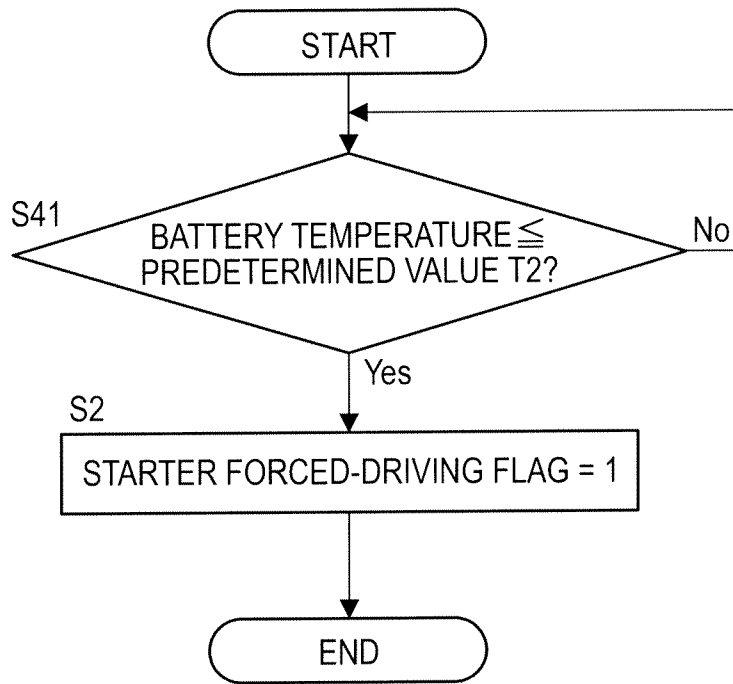 START
S41
BATTERY TEMPERATURE ≦
PREDETERMINED VALUE T2?
No
Yes
S2
STARTER FORCED-DRIVING FLAG = 1
END